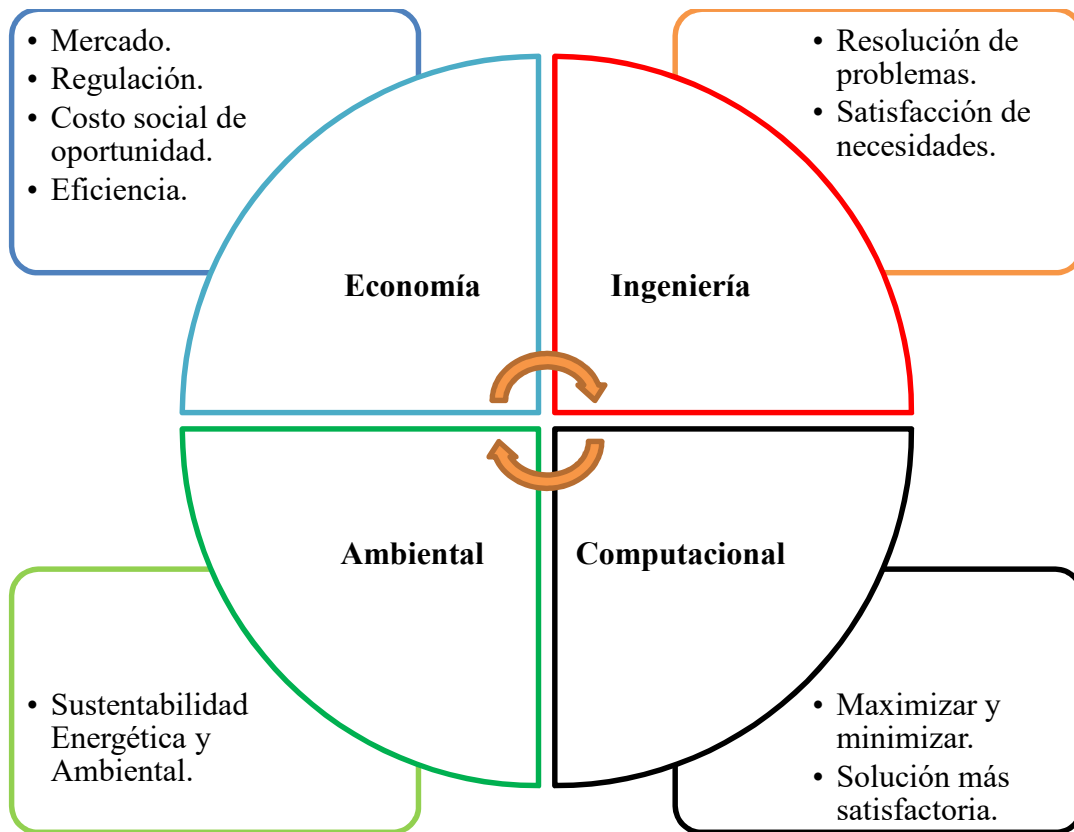 • Mercado.
• Regulación.
• Costo social de
oportunidad.
• Eficiencia.
• Resolución de
problemas.
• Satisfacción de
necesidades.
Economía
Ingeniería
Ambiental
Computacional
• Sustentabilidad
Energética y
Ambiental.
• Maximizar y
minimizar.
• Solución más
satisfactoria.